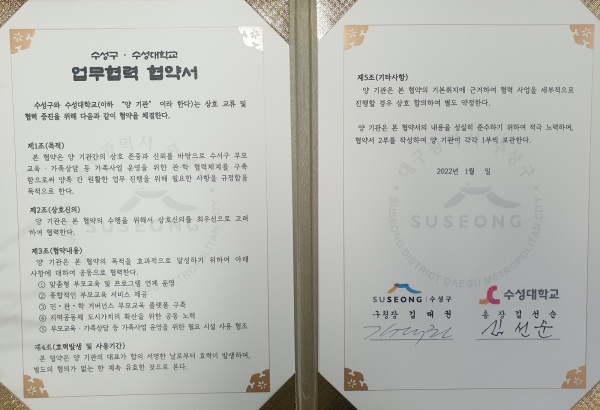 수성구 · 수성대학교
업무협력 협약서
수성구와 수성대학교(이하 "양 기관" 이라 한다)는 상호 교류 및
협력 증진을 위해 다음과 같이 협약을 체결한다.
제1조(목적)
본 협약은 양 기관간의 상호 존중과 신뢰를 바탕으로 수성구 부모
교육 · 가족상담 등 가족사업 운영을 위한 관·학 협력체계를 구축
함으로써 양측 간 원활한 업무 진행을 위해 필요한 사항을 규정함을
목적으로 한다.
제2조(상호신의)
양 기관은 본 협약의 수행을 위해서 상호신의를 최우선으로 고려
하여 협력한다.
제3조(협약내용)
양 기관은 본 협약의 목적을 효과적으로 달성하기 위하여 아래
사항에 대하여 공동으로 협력한다.
① 맞춤형 부모교육 및 프로그램 연계 운영
② 종합적인 부모교육 서비스 제공
③ 민·관·학 거버넌스 부모교육 플랫폼 구축
④ 지역공동체 도시가치의 확산을 위한 공동 노력
⑤ 부모교육 · 가족상담 등 가족사업 운영을 위한 필요 시설 사용 협조
제4조(효력발생 및 사용기간)
본 협약은 양 기관의 대표가 합의 서명한 날로부터 효력이 발생하며,
별도의 협의가 없는 한 계속 유효한 것으로 본다.
제5조(기타사항)
양 기관은 본 협약의 기본취지에 근거하여 협력 사업을 세부적으로
진행할 경우 상호 합의하여 별도 약정한다.
양 기관은 본 협약서의 내용을 성실히 준수하기 위하여 적극 노력하며,
협약서 2부를 작성하여 양 기관이 각각 1부씩 보관한다.
2022년 1월 일
SUSEONG
SUSEONG DISTRICT DAEGU METROPOLITAN CITY
SUSEONG 수성구
구청장 김대권
수성대학교
총장 김선순
김선순